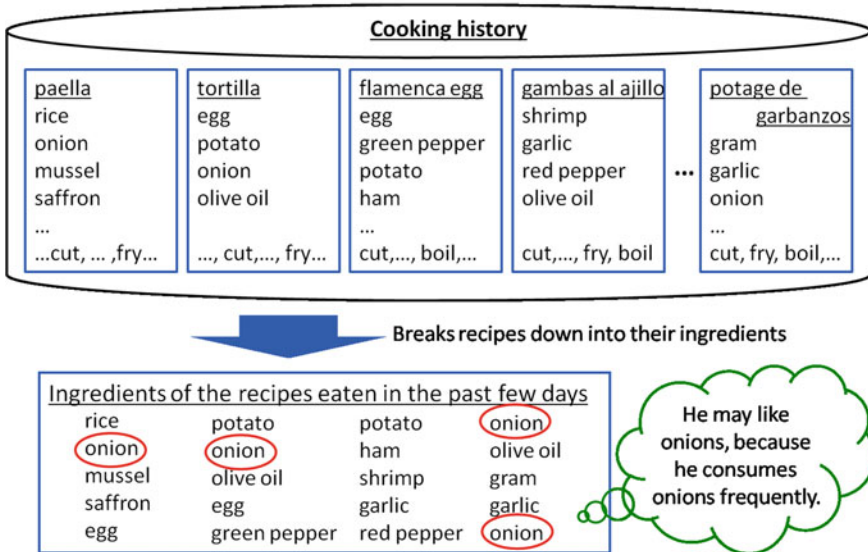 Cooking history
paella
rice
onion
mussel
saffron
...
...cut, ... ,fry...
tortilla
egg
potato
onion
olive oil
..., cut,..., fry...
flamenca egg
egg
green pepper
potato
ham
...
cut,..., boil,...
gambas al ajillo
shrimp
garlic
red pepper
olive oil
cut,..., fry, boil
...
potage de
garbanzos
gram
garlic
onion
...
cut, fry, boil,...
Breaks recipes down into their ingredients
Ingredients of the recipes eaten in the past few days
rice potato potato onion
onion onion ham olive oil
mussel olive oil shrimp gram
saffron egg garlic garlic
egg green pepper red pepper onion
He may like
onions, because
he consumes
onions frequently.